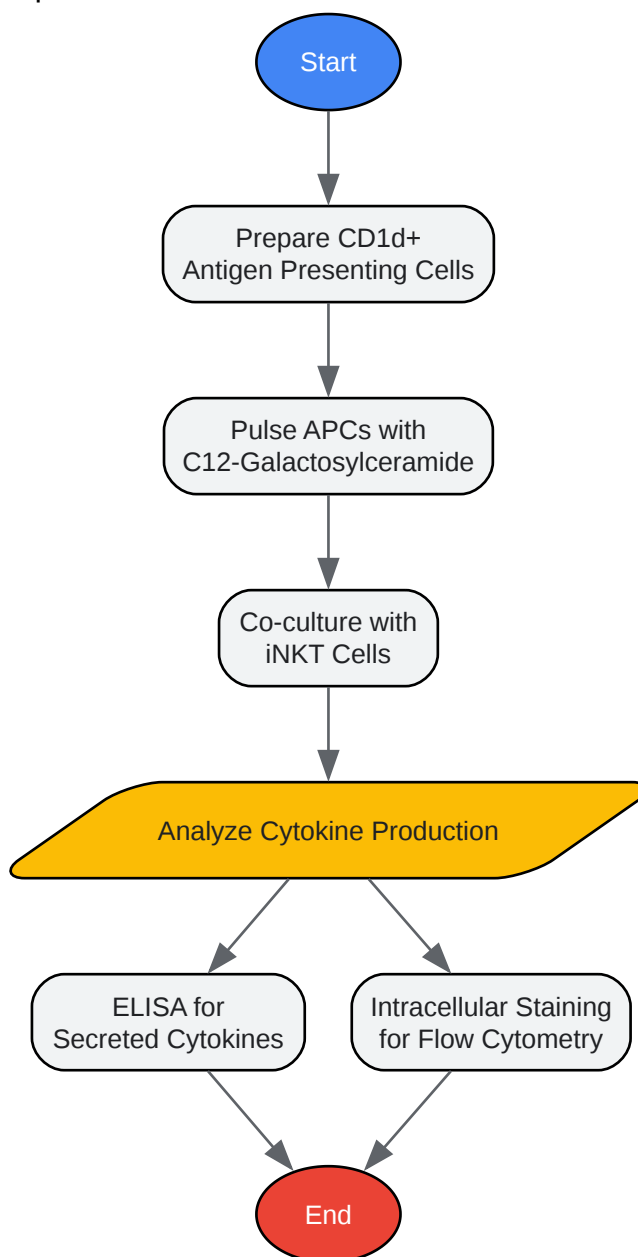 Start
Prepare CD1d+
Antigen Presenting Cells
Pulse APCs with
C12-Galactosylceramide
Co-culture with
iNKT Cells
Analyze Cytokine Production
ELISA for
Secreted Cytokines
Intracellular Staining
for Flow Cytometry
End